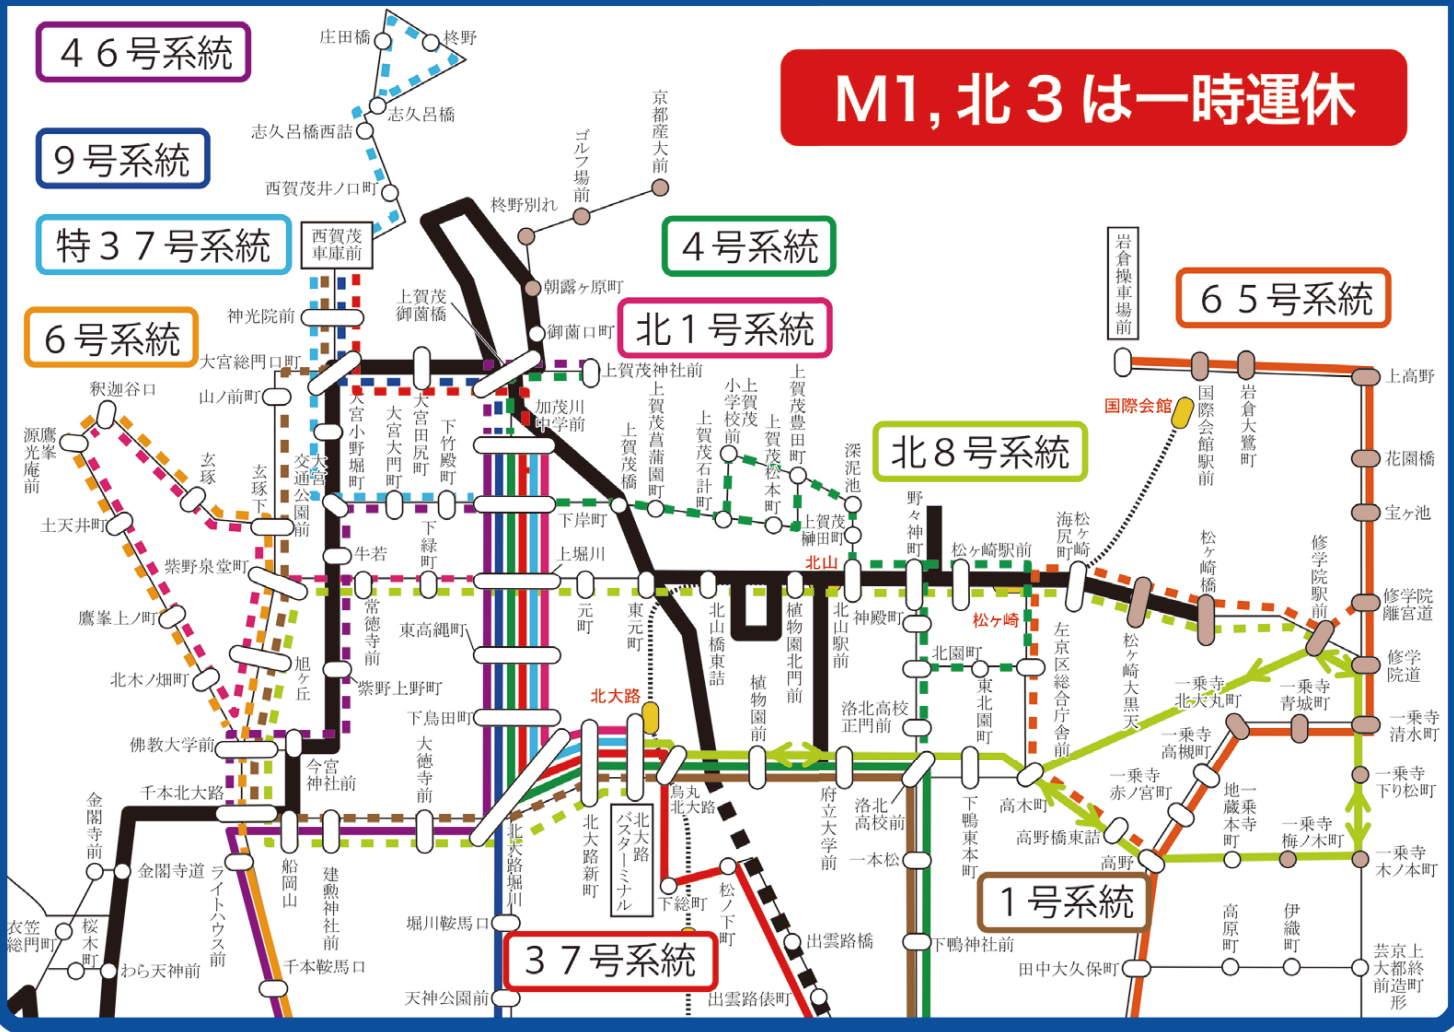 46号系統
9号系統
特37号系統
6号系統
M1,北3は一時運休
4号系統
北1号系統
65号系統
北8号系統
37号系統
1号系統
庄田橋
柊野
志久呂橋
志久呂橋西詰
西賀茂井ノ口町
西賀茂
車庫前
神光院前
大宮総門口町
山ノ前町
釈迦谷口
鷹峯
源光庵前
玄琢
玄琢下
土天井町
紫野泉堂町
鷹峯上ノ町
北木ノ畑町
佛教大学前
千本北大路
金閣寺前
金閣寺道
衣笠
総門町
桜木町
わら天神前
ライトハウス前
千本鞍馬口
船岡山
建勲神社前
大徳寺前
今宮
神社前
旭ヶ丘
紫野上野町
常徳寺前
牛若
下緑町
大宮
交通公園前
大宮小野堀町
大宮大門町
大宮田尻町
下竹殿町
上賀茂
御薗橋
京都産大前
ゴルフ場前
柊野別れ
朝露ヶ原町
御薗口町
上賀茂神社前
加茂川
中学前
下岸町
上堀川
東高縄町
下鳥田町
北大路堀川
堀川鞍馬口
天神公園前
元町
東元町
上賀茂橋
上賀茂菖蒲園町
上賀茂石計町
上賀茂
小学校前
上賀茂松本町
上賀茂豊田町
深泥池
上賀茂
榊田町
北山
北山橋東詰
植物園北門前
北山駅前
北大路
北大路新町
北大路
バスターミナル
烏丸
北大路
下総町
松ノ下町
出雲路橋
出雲路俵町
植物園前
府立大学前
洛北
高校前
洛北高校
正門前
一本松
下鴨神社前
下鴨東本町
神殿町
野々神町
松ヶ崎駅前
松ヶ崎
北園町
東北園町
左京区総合庁舎前
松ヶ崎
海尻町
松ヶ崎大黒天
松ヶ崎橋
修学院駅前
国際会館
岩倉操車場前
国際会館駅前
岩倉大鷺町
上高野
花園橋
宝ヶ池
修学院
離宮道
修学
院道
一乗寺
清水町
一乗寺
下り松町
一乗寺
木ノ本町
一乗寺
北大丸町
一乗寺
青城町
一乗寺
高槻町
一乗寺
赤ノ宮町
一乗寺
地蔵本町
一乗寺
梅ノ木町
高木町
高野橋東詰
高野
田中大久保町
高原町
伊織町
上終町
京都造形
芸大前